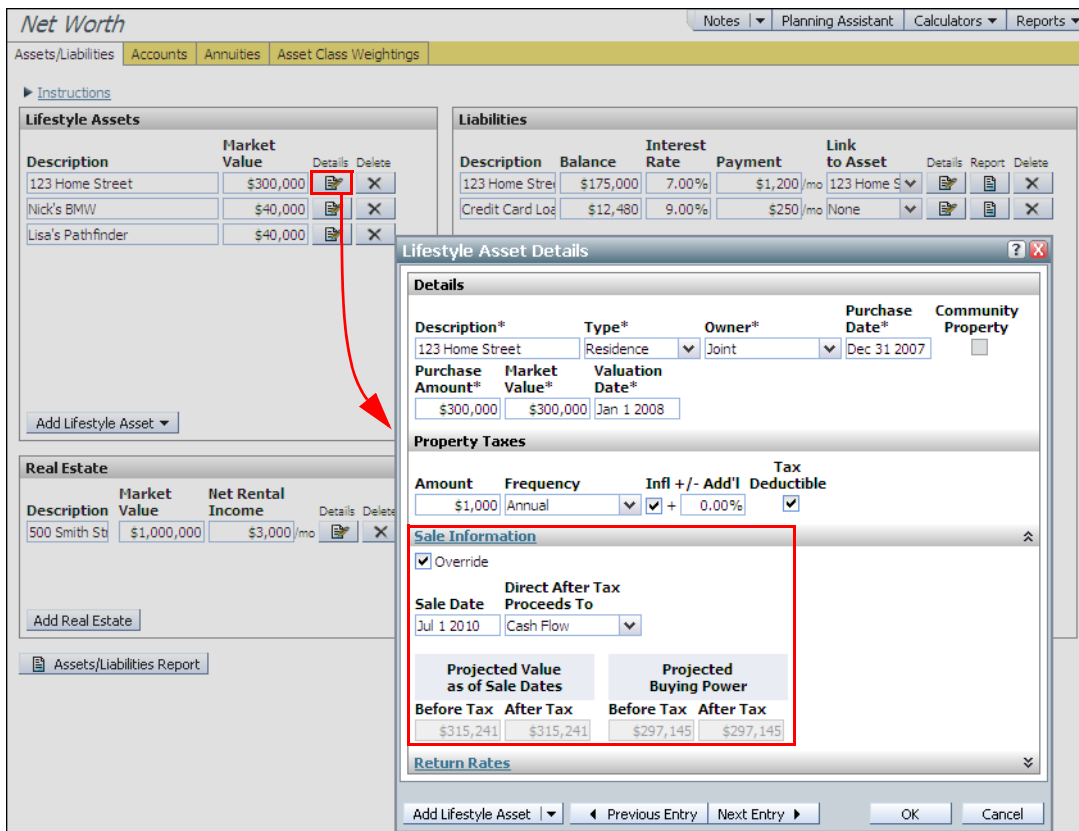 Net Worth
Notes Planning Assistant Calculators Reports
Assets/Liabilities Accounts Annuities Asset Class Weightings
Instructions
Lifestyle Assets
Market
Description Value Details Delete
123 Home Street $300,000
Nick's BMW $40,000
Lisa's Pathfinder $40,000
Add Lifestyle Asset
Liabilities
Interest Link
Description Balance Rate Payment to Asset Details Report Delete
123 Home Stre $175,000 7.00% $1,200 /mo 123 Home S
Credit Card Loa $12,480 9.00% $250 /mo None
Real Estate
Market Net Rental
Description Value Income Details Delete
500 Smith St $1,000,000 $3,000 /mo
Add Real Estate
Assets/Liabilities Report
Lifestyle Asset Details
Details
Purchase Community
Description* Type* Owner* Date* Property
123 Home Street Residence Joint Dec 31 2007
Purchase Market Valuation
Amount* Value* Date*
$300,000 $300,000 Jan 1 2008
Property Taxes
Tax
Amount Frequency Infl +/- Add'l Deductible
$1,000 Annual + 0.00%
Sale Information
Override
Direct After Tax
Sale Date Proceeds To
Jul 1 2010 Cash Flow
Projected Value Projected
as of Sale Dates Buying Power
Before Tax After Tax Before Tax After Tax
$315,241 $315,241 $297,145 $297,145
Return Rates
Add Lifestyle Asset Previous Entry Next Entry OK Cancel